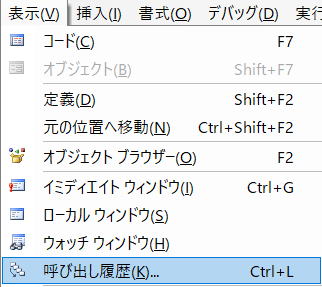 表示(V) 挿入(I) 書式(O) デバッグ(D) 実行
コード(C) F7
オブジェクト(B) Shift+F7
定義(D) Shift+F2
元の位置へ移動(N) Ctrl+Shift+F2
オブジェクト ブラウザー(O) F2
イミディエイト ウィンドウ(I) Ctrl+G
ローカル ウィンドウ(S)
ウォッチ ウィンドウ(H)
呼び出し履歴(K)... Ctrl+L